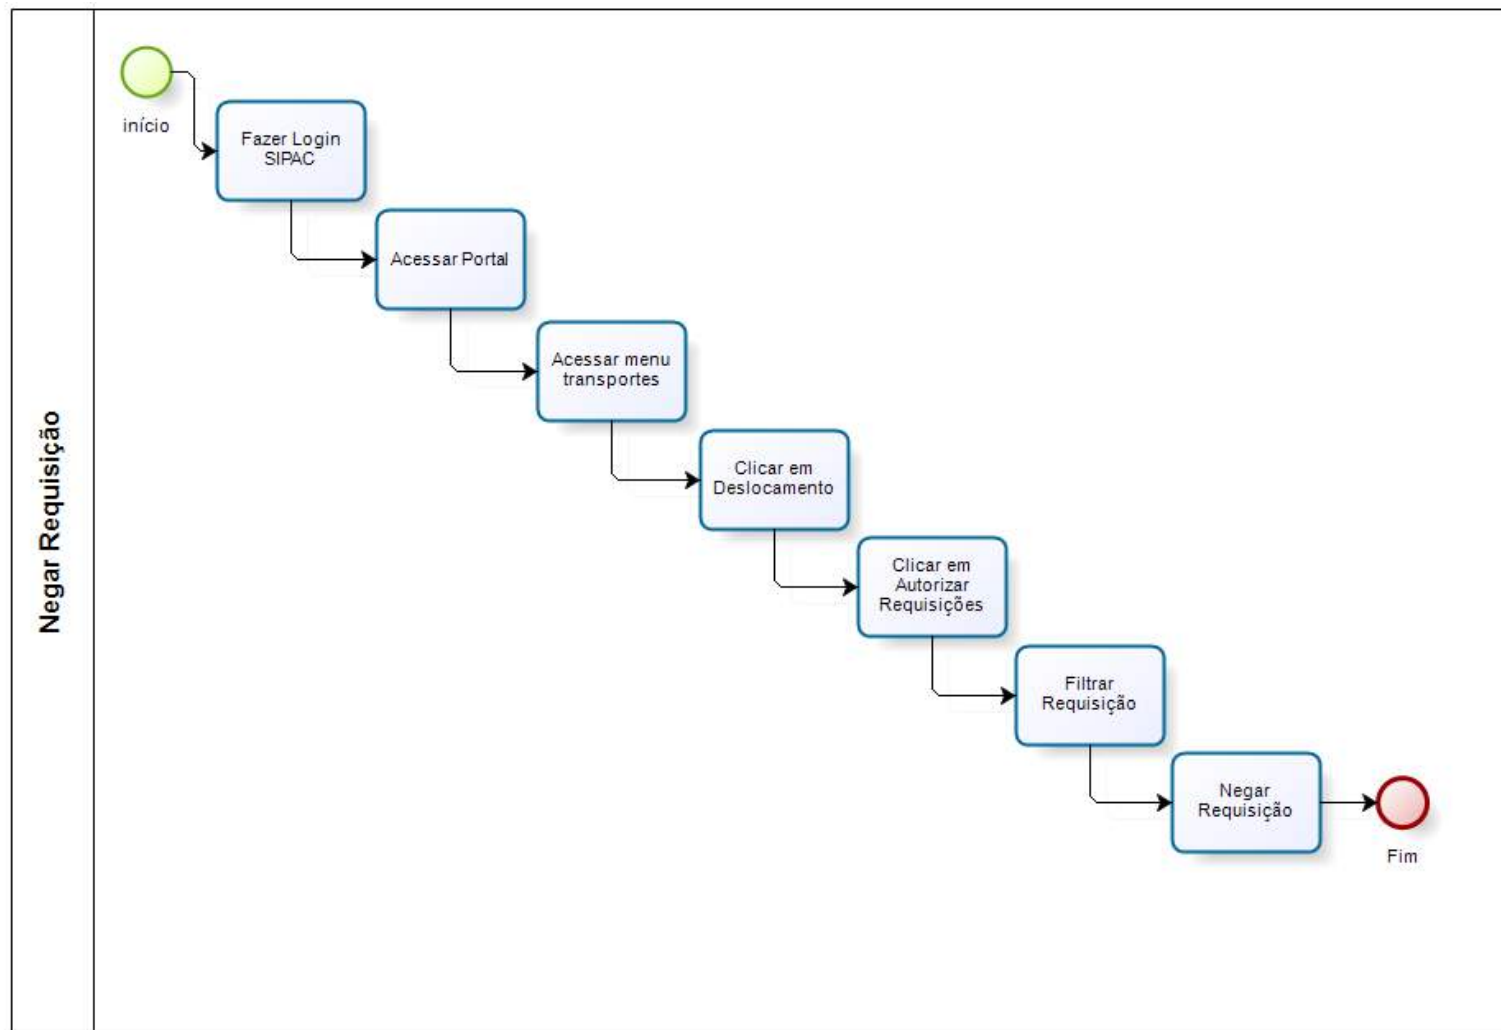 Negar Requisição
início
Fazer Login
SIPAC
Acessar Portal
Acessar menu
transportes
Clicar em
Deslocamento
Clicar em
Autorizar
Requisições
Filtrar
Requisição
Negar
Requisição
Fim